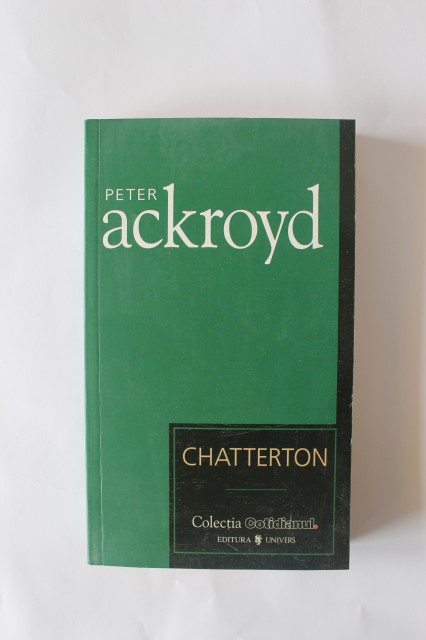 PETER
ackroyd
CHATTERTON
Colecția Cotidianul.
EDITURA UNIVERS